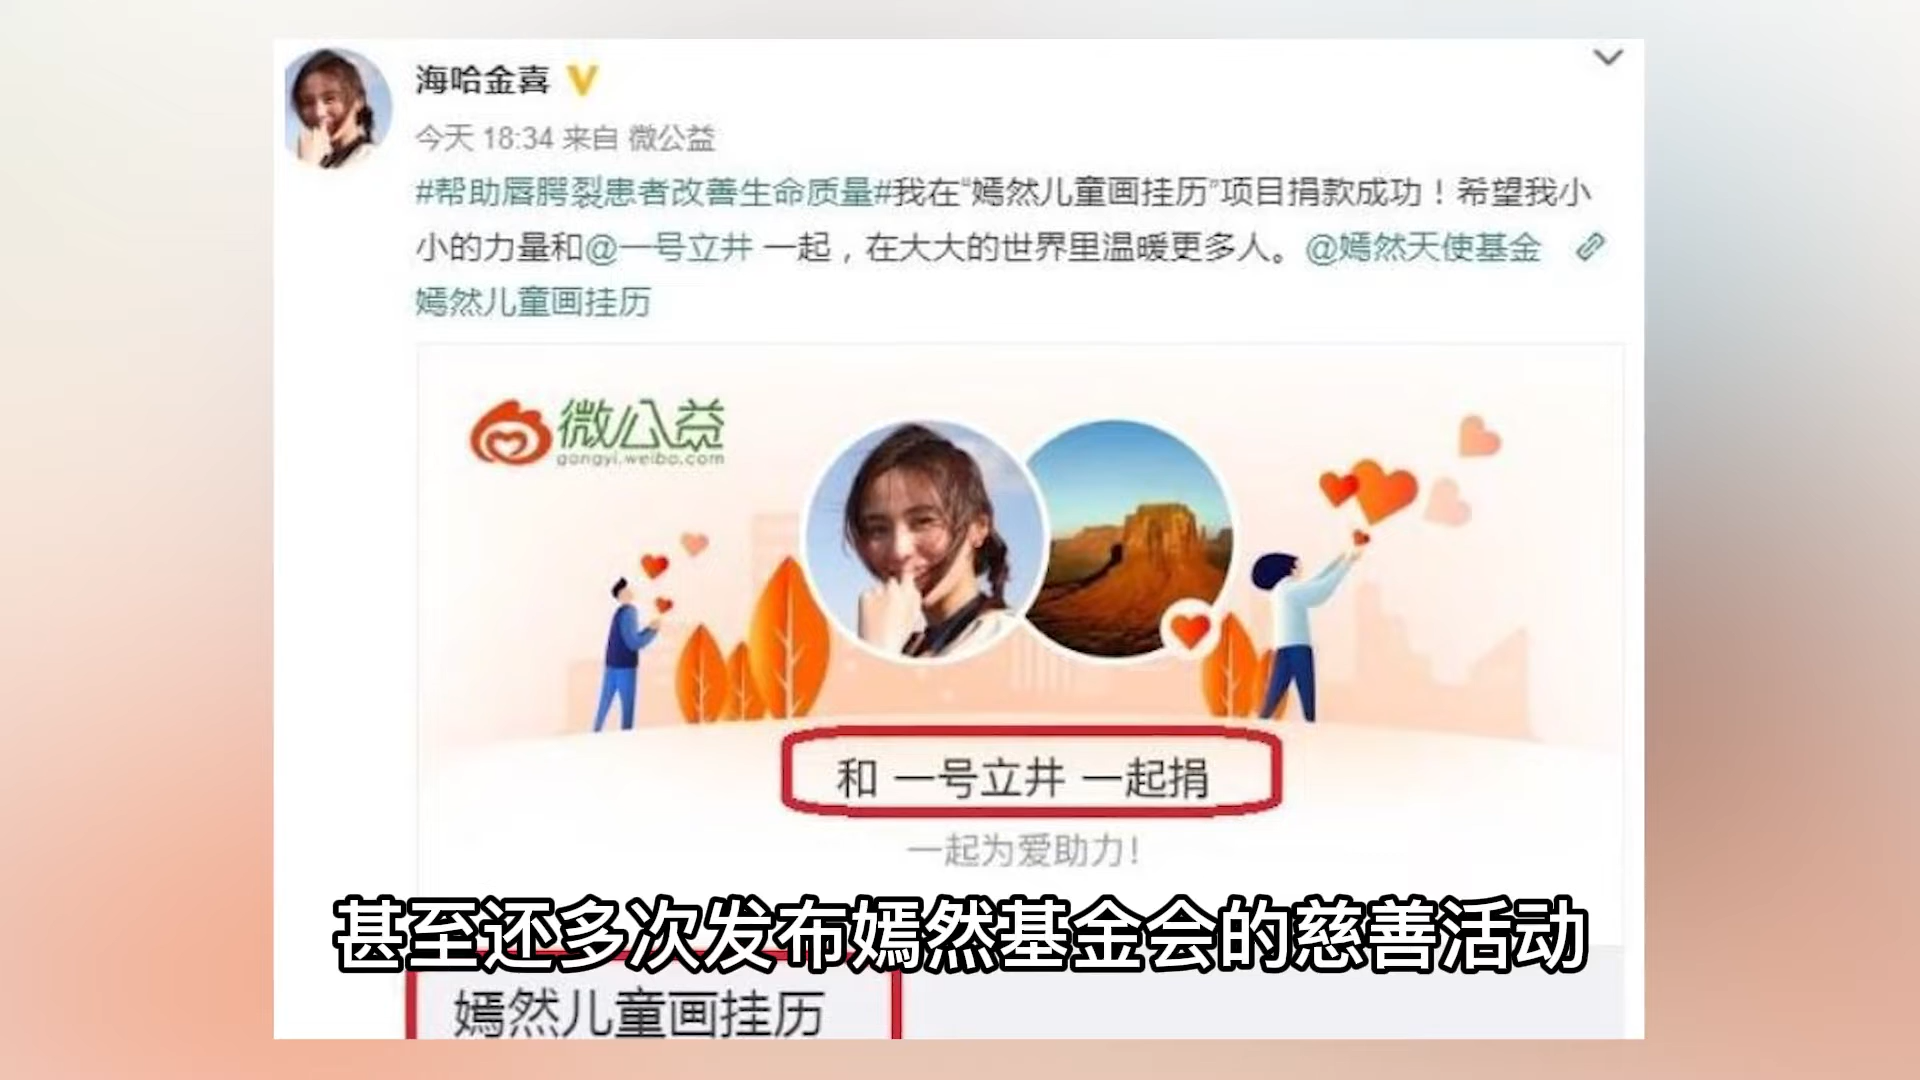 海哈金喜
今天 18:34 来自 微公益
#帮助唇腭裂患者改善生命质量#我在“嫣然儿童画挂历”项目捐款成功！希望我小
小的力量和@一号立井 一起，在大大的世界里温暖更多人。@嫣然天使基金
嫣然儿童画挂历
微公益
gongyi.weibo.com
和 一号立井 一起捐
一起为爱助力！
甚至还多次发布嫣然基金会的慈善活动
嫣然儿童画挂历